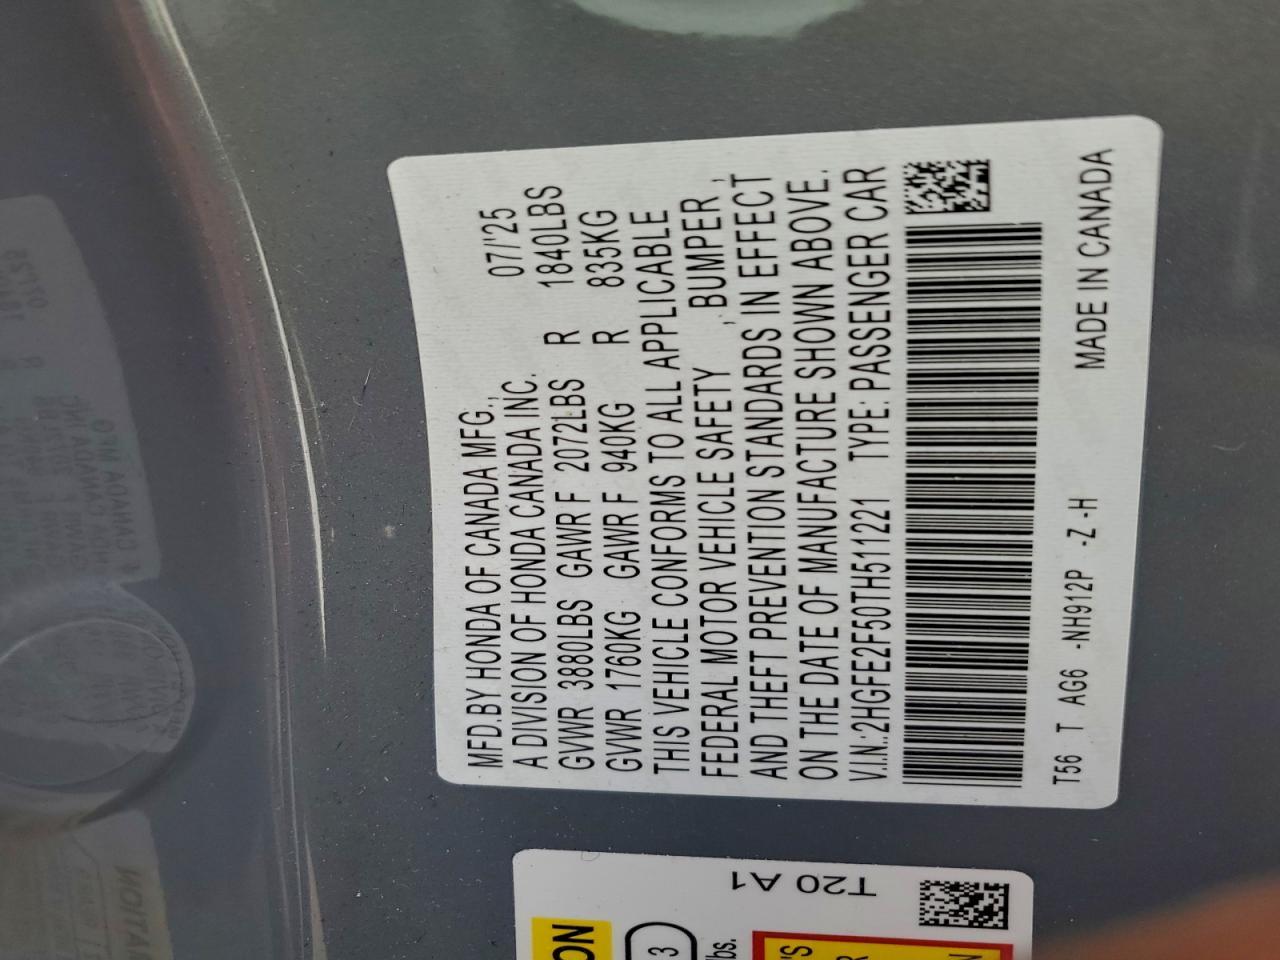 MFD.BY HONDA OF CANADA MFG., 07/'25
A DIVISION OF HONDA CANADA INC.
GVWR 3880LBS GAWR F 2072LBS R 1840LBS
GVWR 1760KG GAWR F 940KG R 835KG
THIS VEHICLE CONFORMS TO ALL APPLICABLE
FEDERAL MOTOR VEHICLE SAFETY , BUMPER ,
AND THEFT PREVENTION STANDARDS IN EFFECT
ON THE DATE OF MANUFACTURE SHOWN ABOVE.
V.I.N.:2HGFE2F50TH511221 TYPE: PASSENGER CAR
T56 T AG6 -NH912P -Z -H MADE IN CANADA
T20 A1
ON
3
lbs.
'S